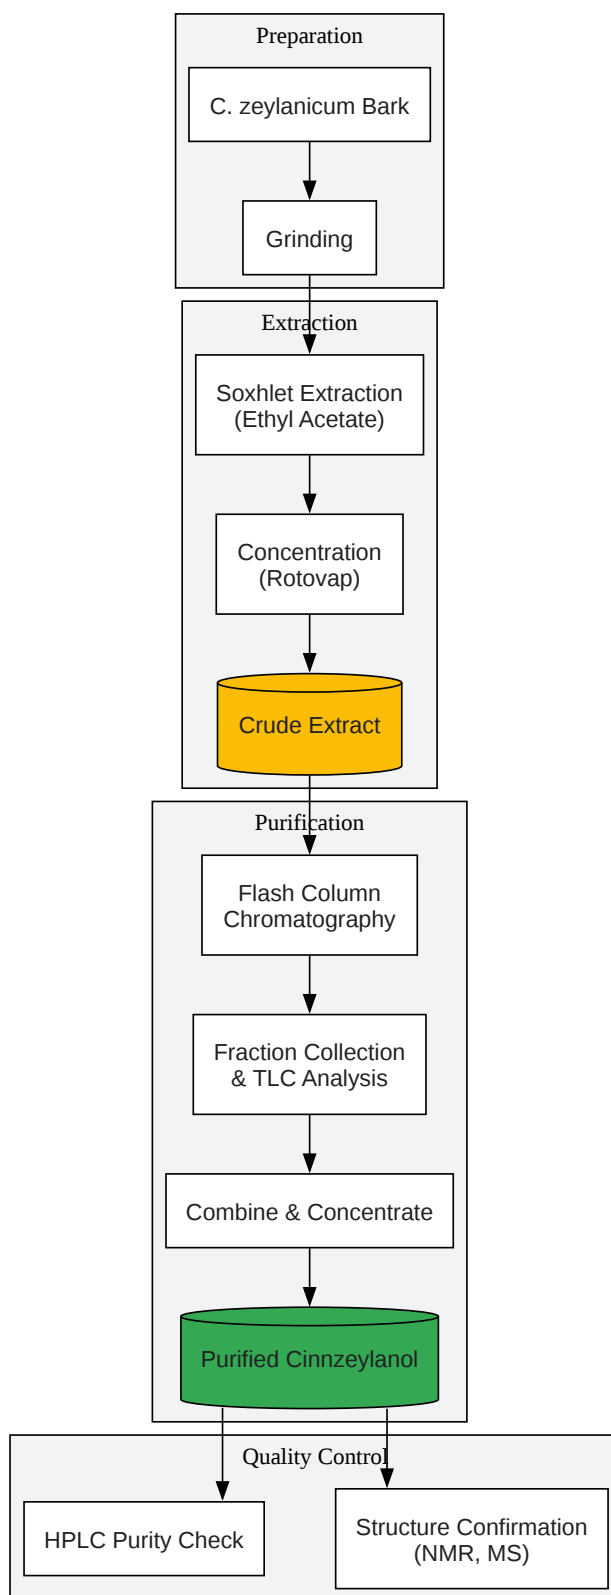 Preparation
C. zeylanicum Bark
Grinding
Extraction
Soxhlet Extraction
(Ethyl Acetate)
Concentration
(Rotovap)
Crude Extract
Purification
Flash Column
Chromatography
Fraction Collection
& TLC Analysis
Combine & Concentrate
Purified Cinnzeylanol
Quality Control
HPLC Purity Check
Structure Confirmation
(NMR, MS)